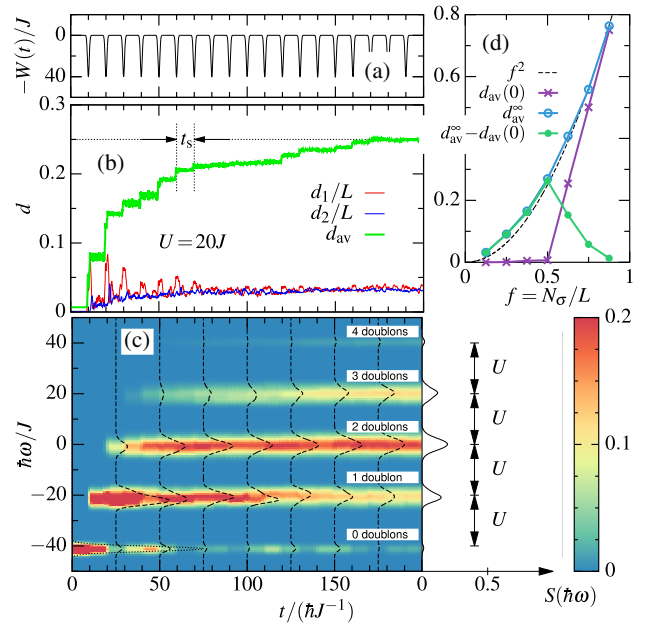 −W(t)/J
0
−40
(a)
d
0.3
0.2
0.1
0
t_s
(b)
U = 20J
d_1/L
d_2/L
d_av
(d)
0.8
0.6
0.4
0.2
0
f^2
d_av(0)
d_av^∞
d_av^∞−d_av(0)
0
0.5
1
f = N_σ/L
ħω/J
40
20
0
−20
−40
(c)
4 doublons
3 doublons
2 doublons
1 doublon
0 doublons
U
U
U
U
0.2
0.1
0
0
50
100
150
0
0.5
t/(ħJ^−1)
S(ħω)